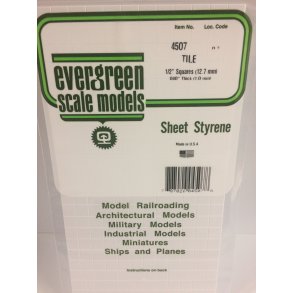 Item No. Loc. Code
4507
TILE
1/2" Squares (12.7 mm)
.040" Thick (1.0 mm)
evergreen
scale models
Sheet Styrene
Made in U.S.A.
Model Railroading
Architectural Models
Military Models
Industrial Models
Miniatures
Ships and Planes
Instructions on back